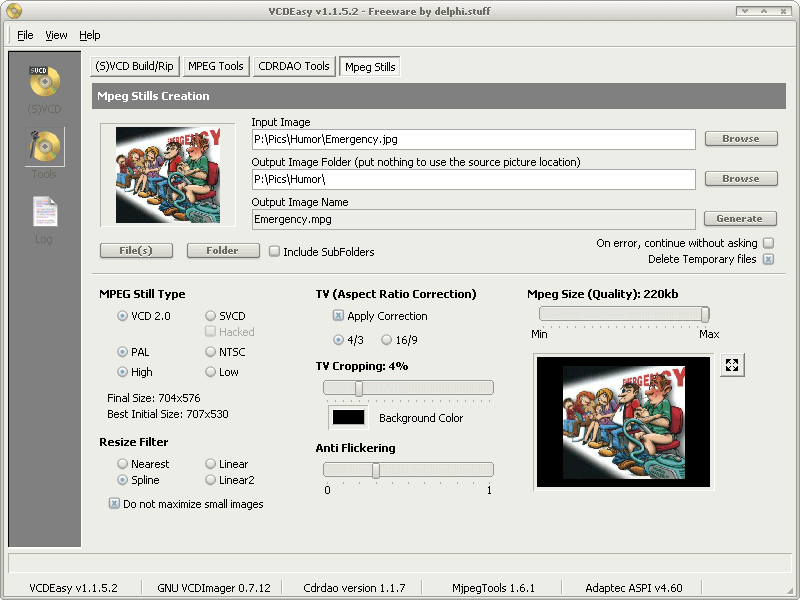 VCDEasy v1.1.5.2 - Freeware by delphi.stuff
File View Help
SVCD
(S)VCD
Tools
Log
(S)VCD Build/Rip MPEG Tools CDRDAO Tools Mpeg Stills
Mpeg Stills Creation
EMERGENCY
Input Image
P:\Pics\Humor\Emergency.jpg
Browse
Output Image Folder (put nothing to use the source picture location)
P:\Pics\Humor\
Browse
Output Image Name
Emergency.mpg
Generate
File(s) Folder Include SubFolders
On error, continue without asking
Delete Temporary files
MPEG Still Type
VCD 2.0 SVCD
Hacked
PAL NTSC
High Low
Final Size: 704x576
Best Initial Size: 707x530
Resize Filter
Nearest Linear
Spline Linear2
Do not maximize small images
TV (Aspect Ratio Correction)
Apply Correction
4/3 16/9
TV Cropping: 4%
Background Color
Anti Flickering
0 1
Mpeg Size (Quality): 220kb
Min Max
EMERGENCY
VCDEasy v1.1.5.2 GNU VCDImager 0.7.12 Cdrdao version 1.1.7 MjpegTools 1.6.1 Adaptec ASPI v4.60